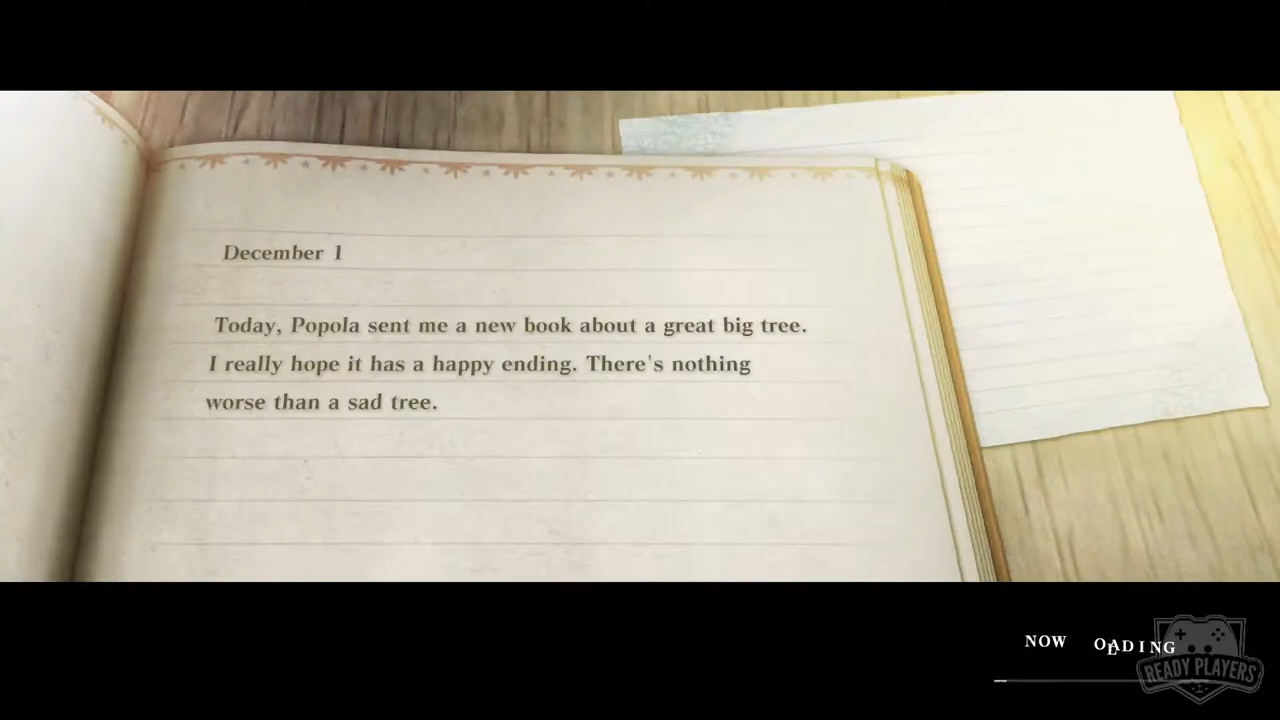 December 1
Today, Popola sent me a new book about a great big tree.
I really hope it has a happy ending. There's nothing
worse than a sad tree.
NOW LOADING
READY PLAYERS